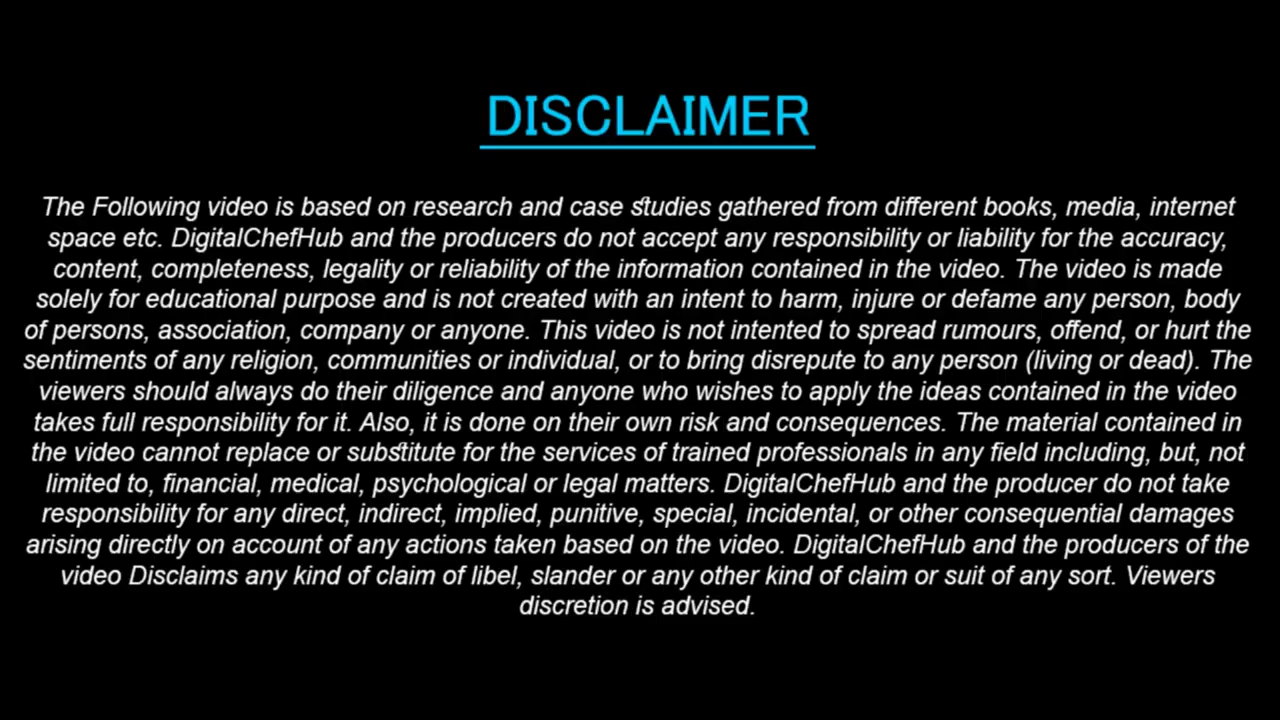 DISCLAIMER
The Following video is based on research and case studies gathered from different books, media, internet
space etc. DigitalChefHub and the producers do not accept any responsibility or liability for the accuracy,
content, completeness, legality or reliability of the information contained in the video. The video is made
solely for educational purpose and is not created with an intent to harm, injure or defame any person, body
of persons, association, company or anyone. This video is not intented to spread rumours, offend, or hurt the
sentiments of any religion, communities or individual, or to bring disrepute to any person (living or dead). The
viewers should always do their diligence and anyone who wishes to apply the ideas contained in the video
takes full responsibility for it. Also, it is done on their own risk and consequences. The material contained in
the video cannot replace or substitute for the services of trained professionals in any field including, but, not
limited to, financial, medical, psychological or legal matters. DigitalChefHub and the producer do not take
responsibility for any direct, indirect, implied, punitive, special, incidental, or other consequential damages
arising directly on account of any actions taken based on the video. DigitalChefHub and the producers of the
video Disclaims any kind of claim of libel, slander or any other kind of claim or suit of any sort. Viewers
discretion is advised.